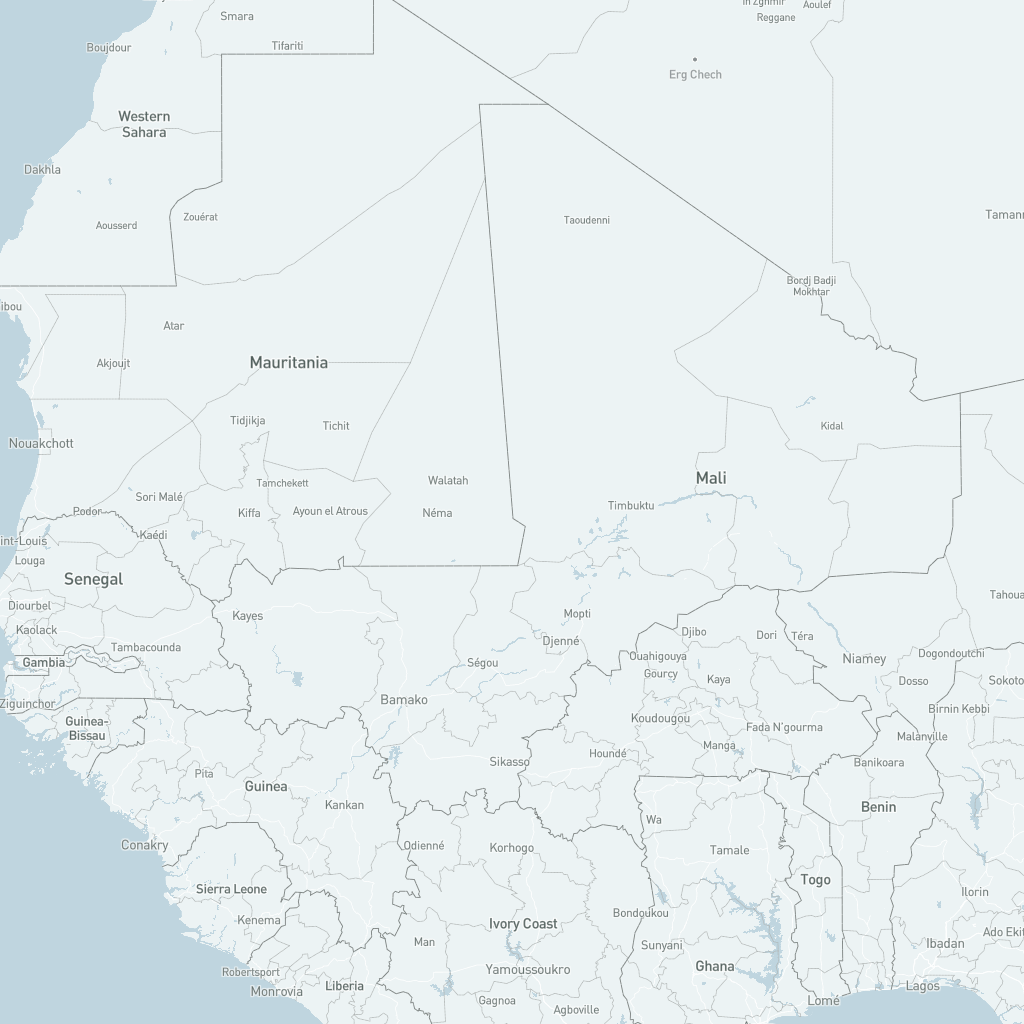 In Zghmir
Aoulef
Smara
Reggane
Tifariti
Boujdour
Erg Chech
Western
Sahara
Dakhla
Zouérat
Taoudenni
Tamanr
Aousserd
Bordj Badji
Mokhtar
ibou
Atar
Akjoujt
Mauritania
Tidjikja
Tichit
Kidal
Nouakchott
Walatah
Mali
Tamchekett
Sori Malé
Timbuktu
Podor
Kiffa
Ayoun el Atrous
Néma
Kaédi
int-Louis
Louga
Senegal
Tahoua
Diourbel
Kayes
Mopti
Kaolack
Djibo
Dori
Téra
Djenné
Tambacounda
Gambia
Ségou
Ouahigouya
Niamey
Dogondoutchi
Gourcy
Kaya
Dosso
Sokoto
Ziguinchor
Bamako
Birnin Kebbi
Guinea-
Bissau
Koudougou
Fada N'gourma
Malanville
Manga
Houndé
Sikasso
Banikoara
Pita
Guinea
Kankan
Benin
Wa
Conakry
Odienné
Korhogo
Tamale
Togo
Sierra Leone
Ilorin
Kenema
Ivory Coast
Bondoukou
Ado Ekit
Man
Sunyani
Ibadan
Ghana
Robertsport
Yamoussoukro
Monrovia
Liberia
Lagos
Gagnoa
Agboville
Lomé